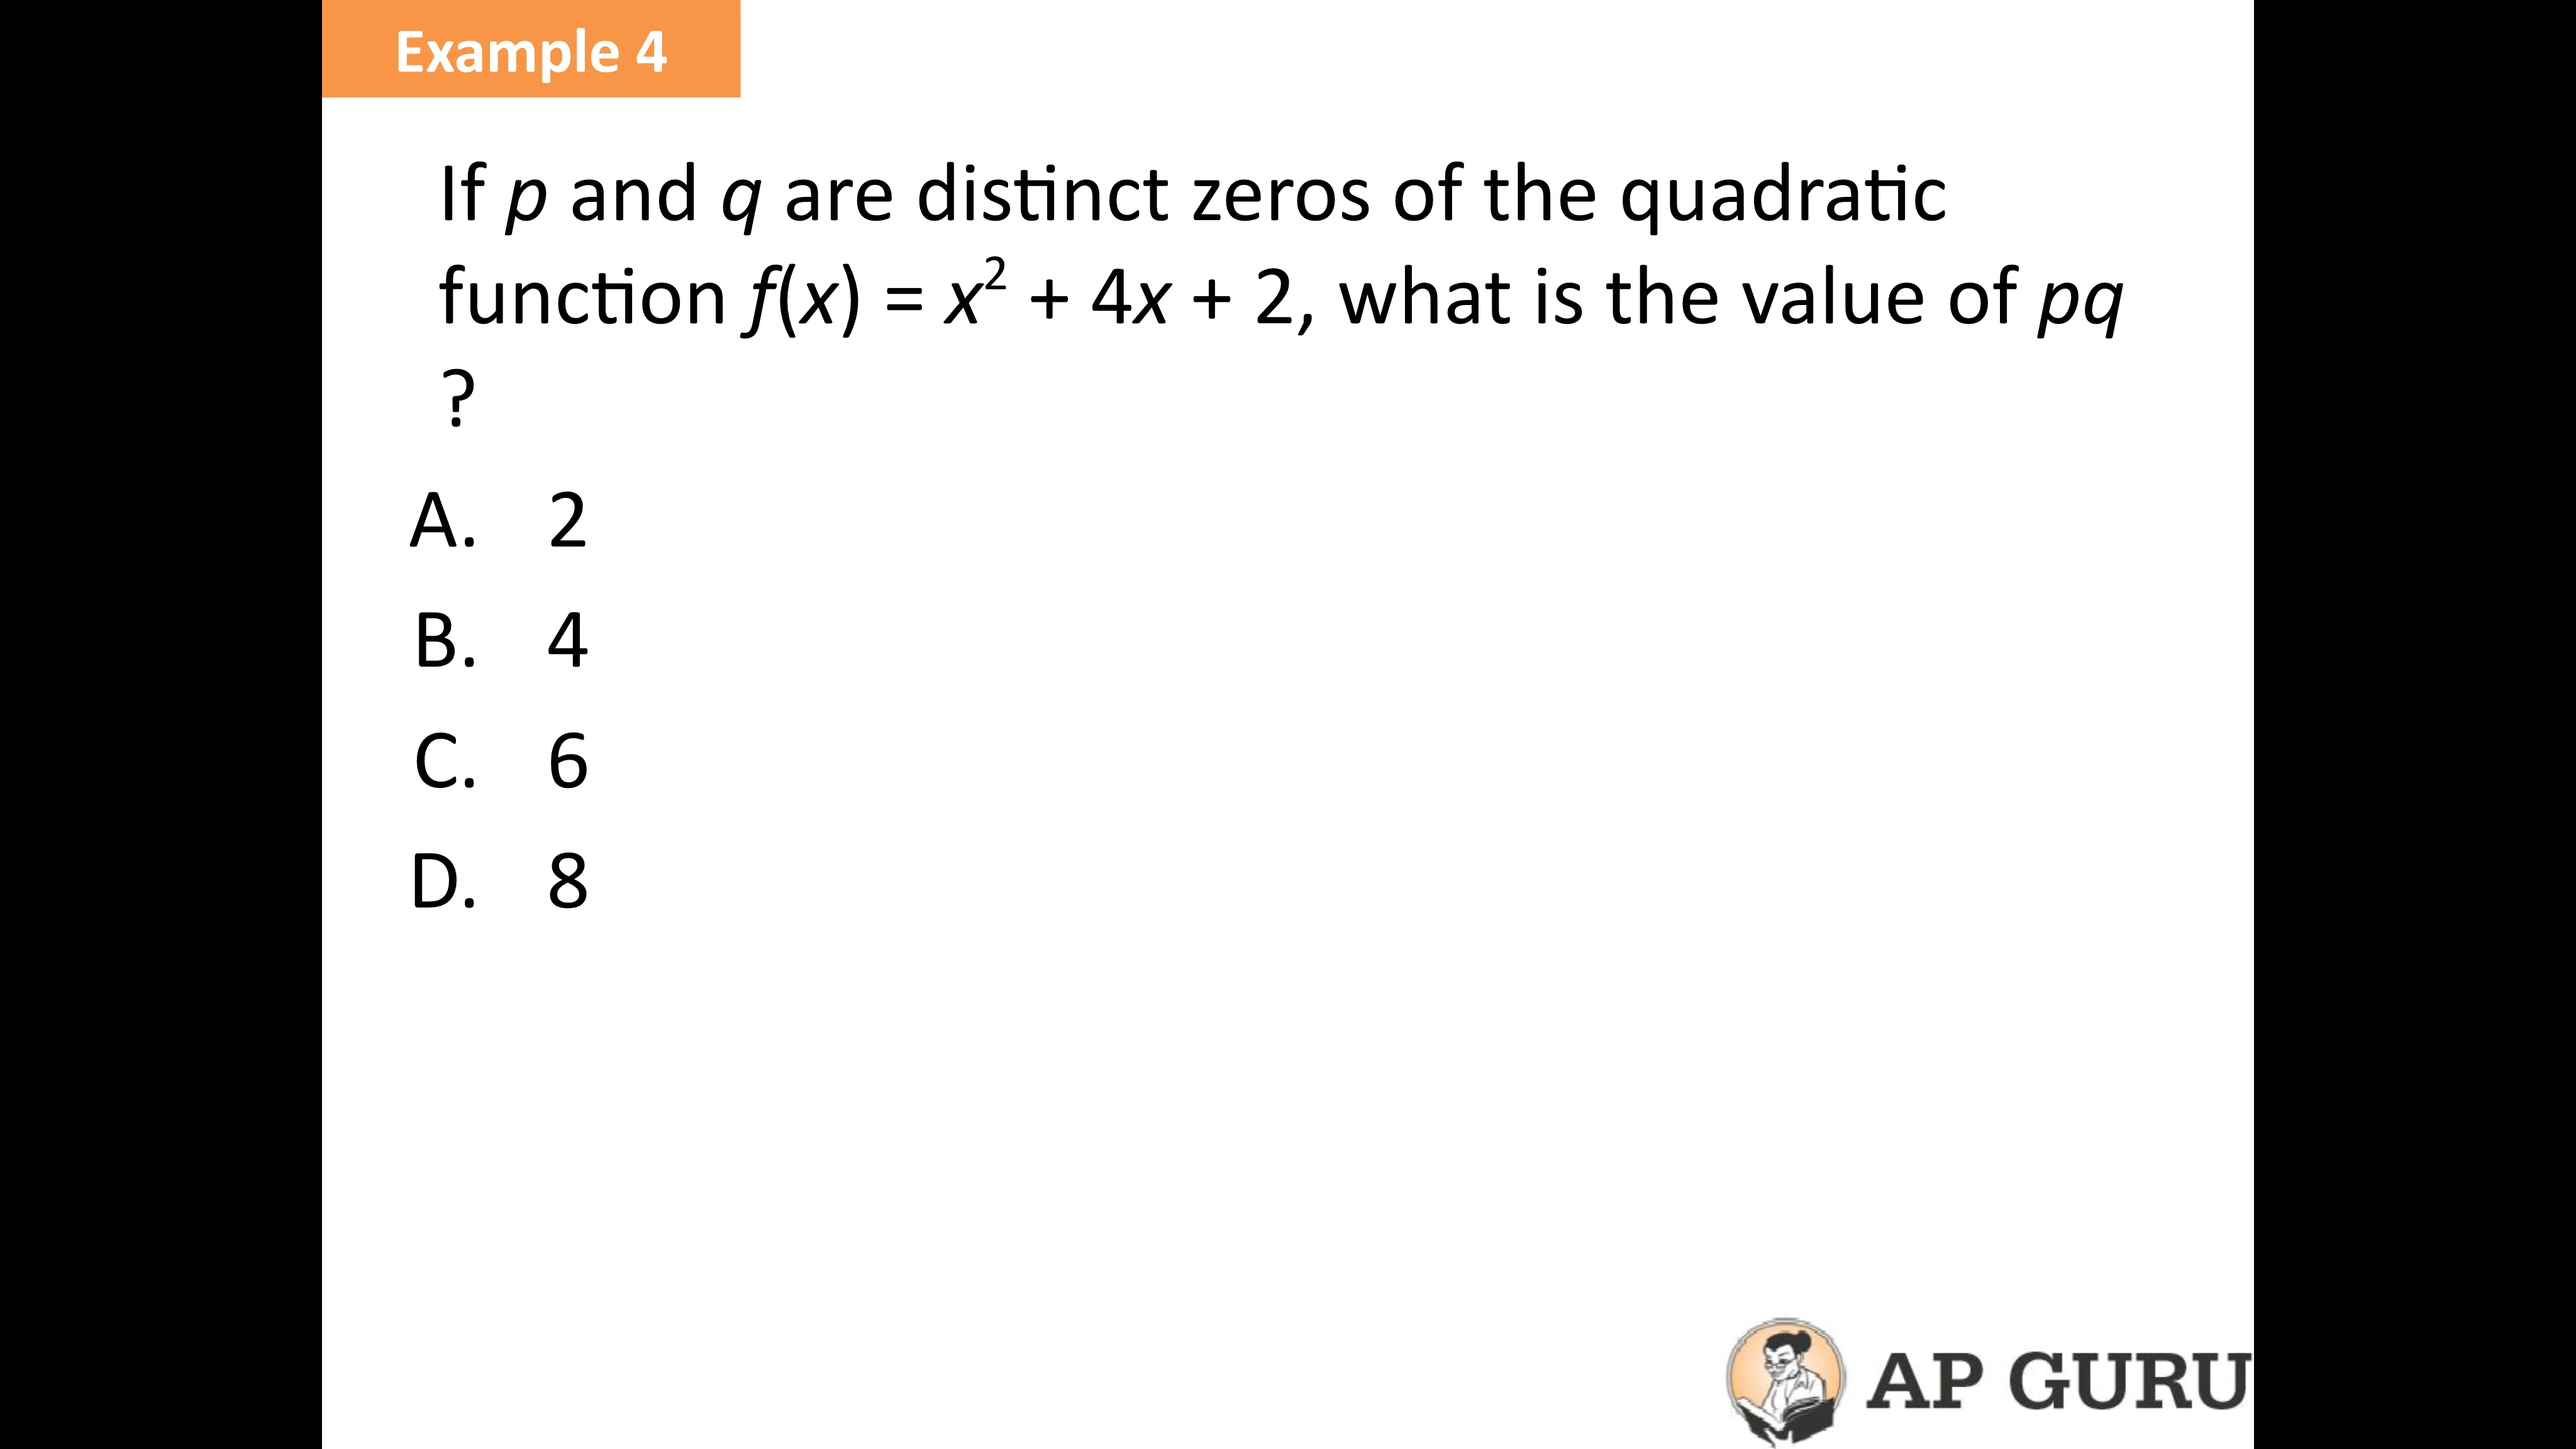 Example 4
If p and q are distinct zeros of the quadratic
function f(x) = x² + 4x + 2, what is the value of pq
?
A. 2
B. 4
C. 6
D. 8
AP GURU